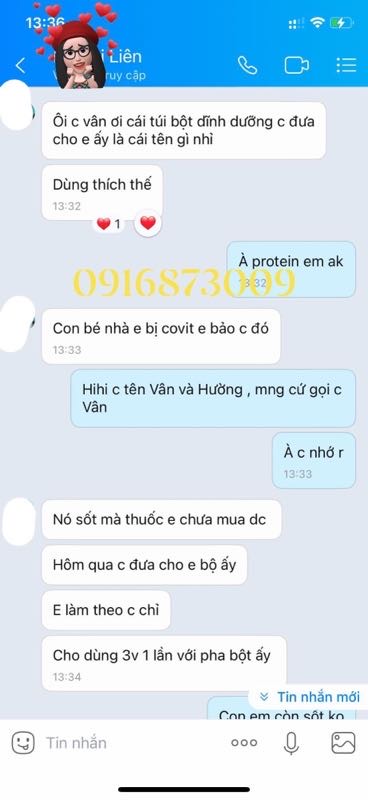 13:36
i Liên
ruy cập
Ôi c vân ơi cái túi bột dĩnh dưỡng c đưa
cho e ấy là cái tên gì nhỉ
Dùng thích thế
13:32
1
À protein em ak
13:32
0916873009
Con bé nhà e bị covit e bảo c đó
13:33
Hihi c tên Vân và Hường , mng cứ gọi c
Vân
À c nhớ r
13:33
Nó sốt mà thuốc e chưa mua dc
Hôm qua c đưa cho e bộ ấy
E làm theo c chỉ
Cho dùng 3v 1 lần với pha bột ấy
13:34
Tin nhắn mới
Con em còn sốt ko
Tin nhắn